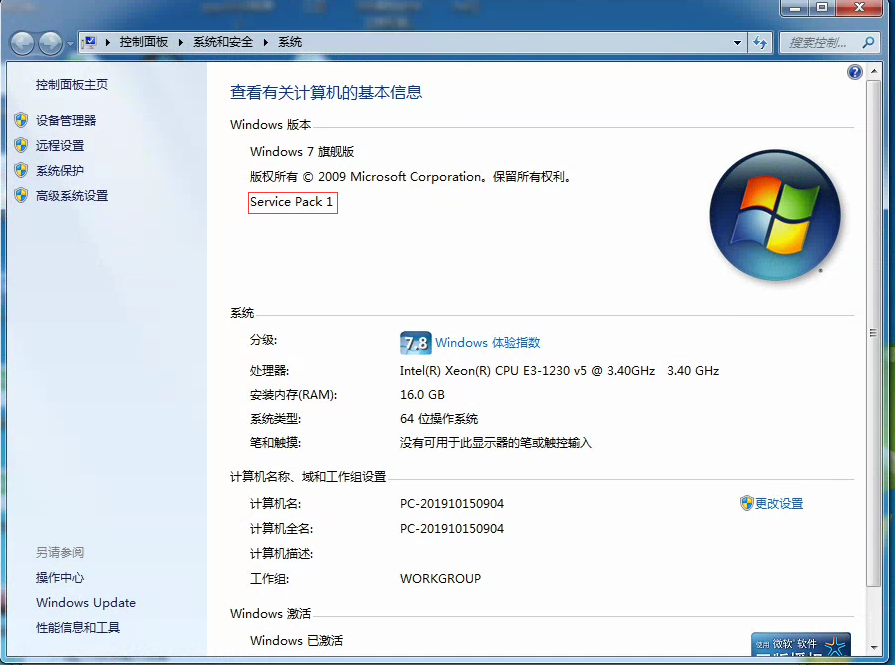 控制面板 系统和安全 系统 搜索控制...
控制面板主页
设备管理器
远程设置
系统保护
高级系统设置
另请参阅
操作中心
Windows Update
性能信息和工具
查看有关计算机的基本信息
Windows 版本
Windows 7 旗舰版
版权所有 © 2009 Microsoft Corporation。保留所有权利。
Service Pack 1
系统
分级: 7.8 Windows 体验指数
处理器: Intel(R) Xeon(R) CPU E3-1230 v5 @ 3.40GHz 3.40 GHz
安装内存(RAM): 16.0 GB
系统类型: 64 位操作系统
笔和触摸: 没有可用于此显示器的笔或触控输入
计算机名称、域和工作组设置
计算机名: PC-201910150904 更改设置
计算机全名: PC-201910150904
计算机描述:
工作组: WORKGROUP
Windows 激活
Windows 已激活
使用 微软 软件